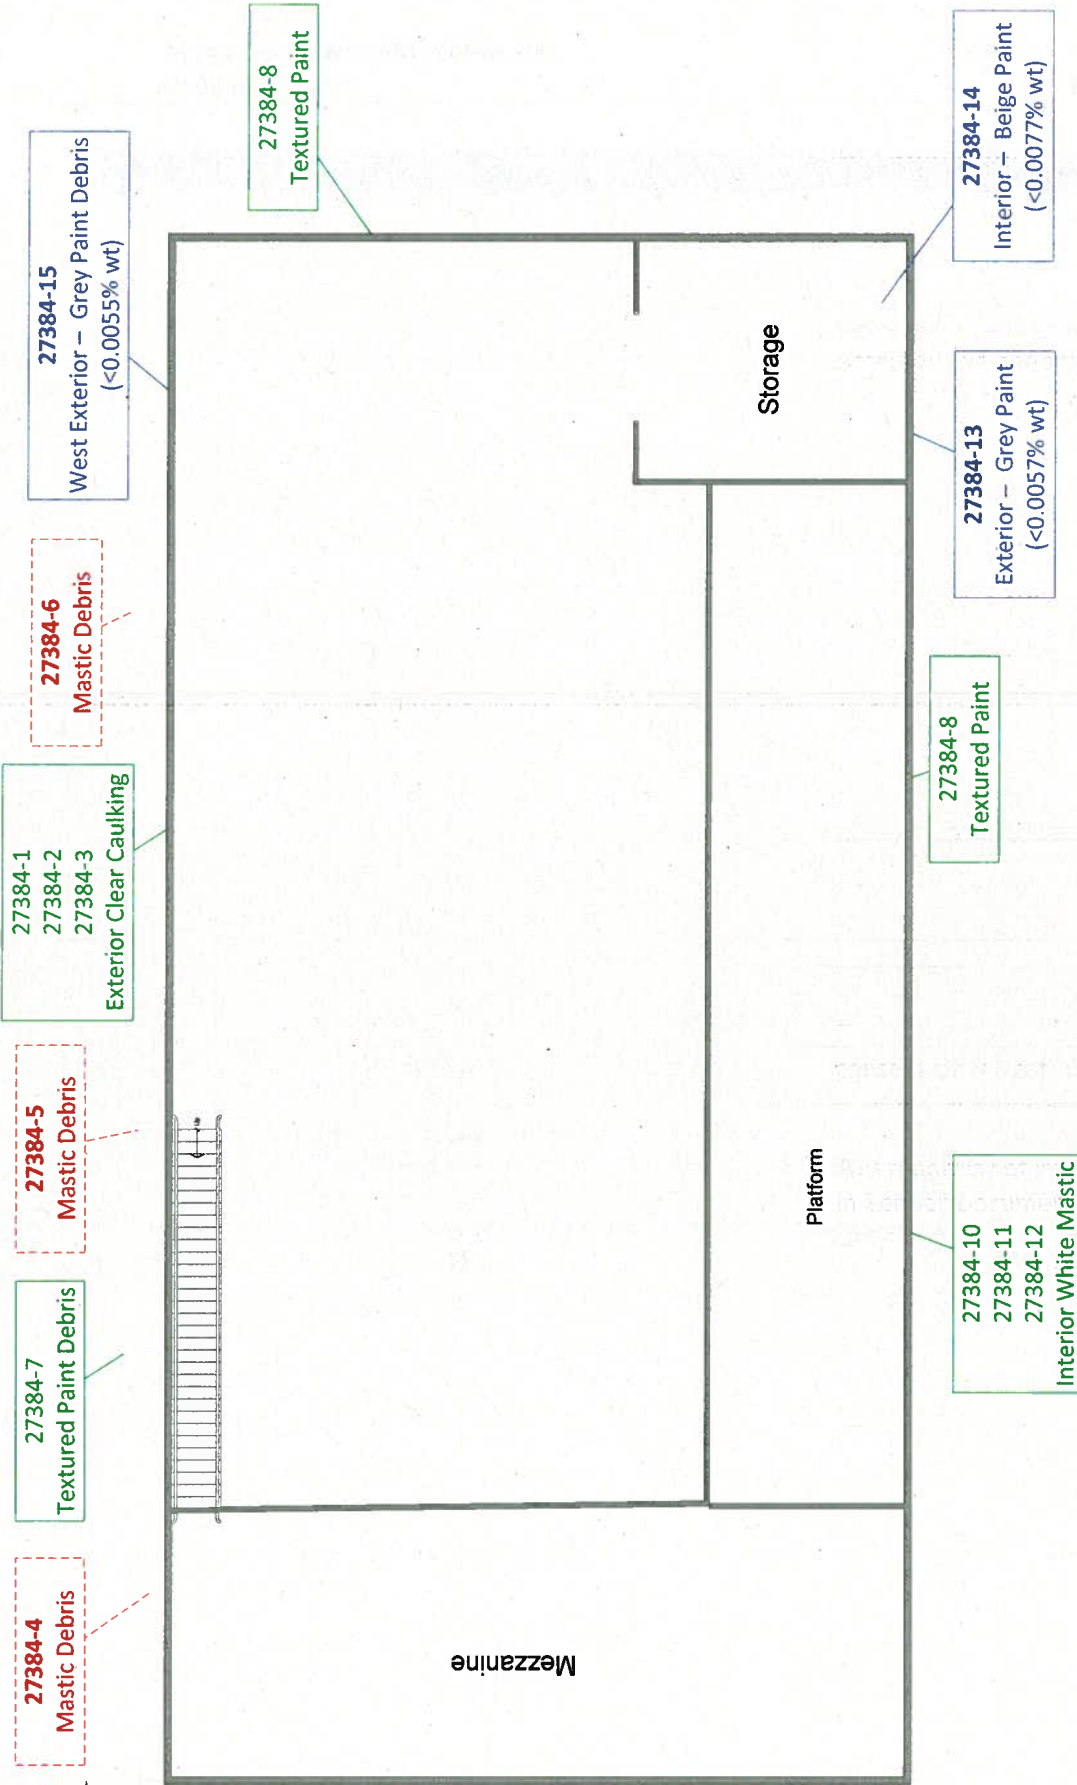 27384-4
Mastic Debris
27384-7
Textured Paint Debris
27384-5
Mastic Debris
27384-1
27384-2
27384-3
Exterior Clear Caulking
27384-6
Mastic Debris
27384-15
West Exterior – Grey Paint Debris
(<0.0055% wt)
27384-8
Textured Paint
Mezzanine
Platform
Storage
27384-10
27384-11
27384-12
Interior White Mastic
27384-8
Textured Paint
27384-13
Exterior – Grey Paint
(<0.0057% wt)
27384-14
Interior – Beige Paint
(<0.0077% wt)